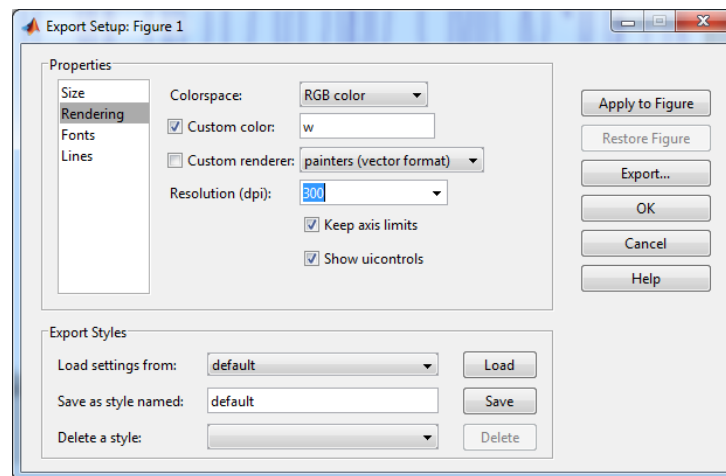 Export Setup: Figure 1
Properties
Size
Rendering
Fonts
Lines
Colorspace: RGB color
Custom color: w
Custom renderer: painters (vector format)
Resolution (dpi): 300
Keep axis limits
Show uicontrols
Apply to Figure
Restore Figure
Export...
OK
Cancel
Help
Export Styles
Load settings from: default Load
Save as style named: default Save
Delete a style: Delete